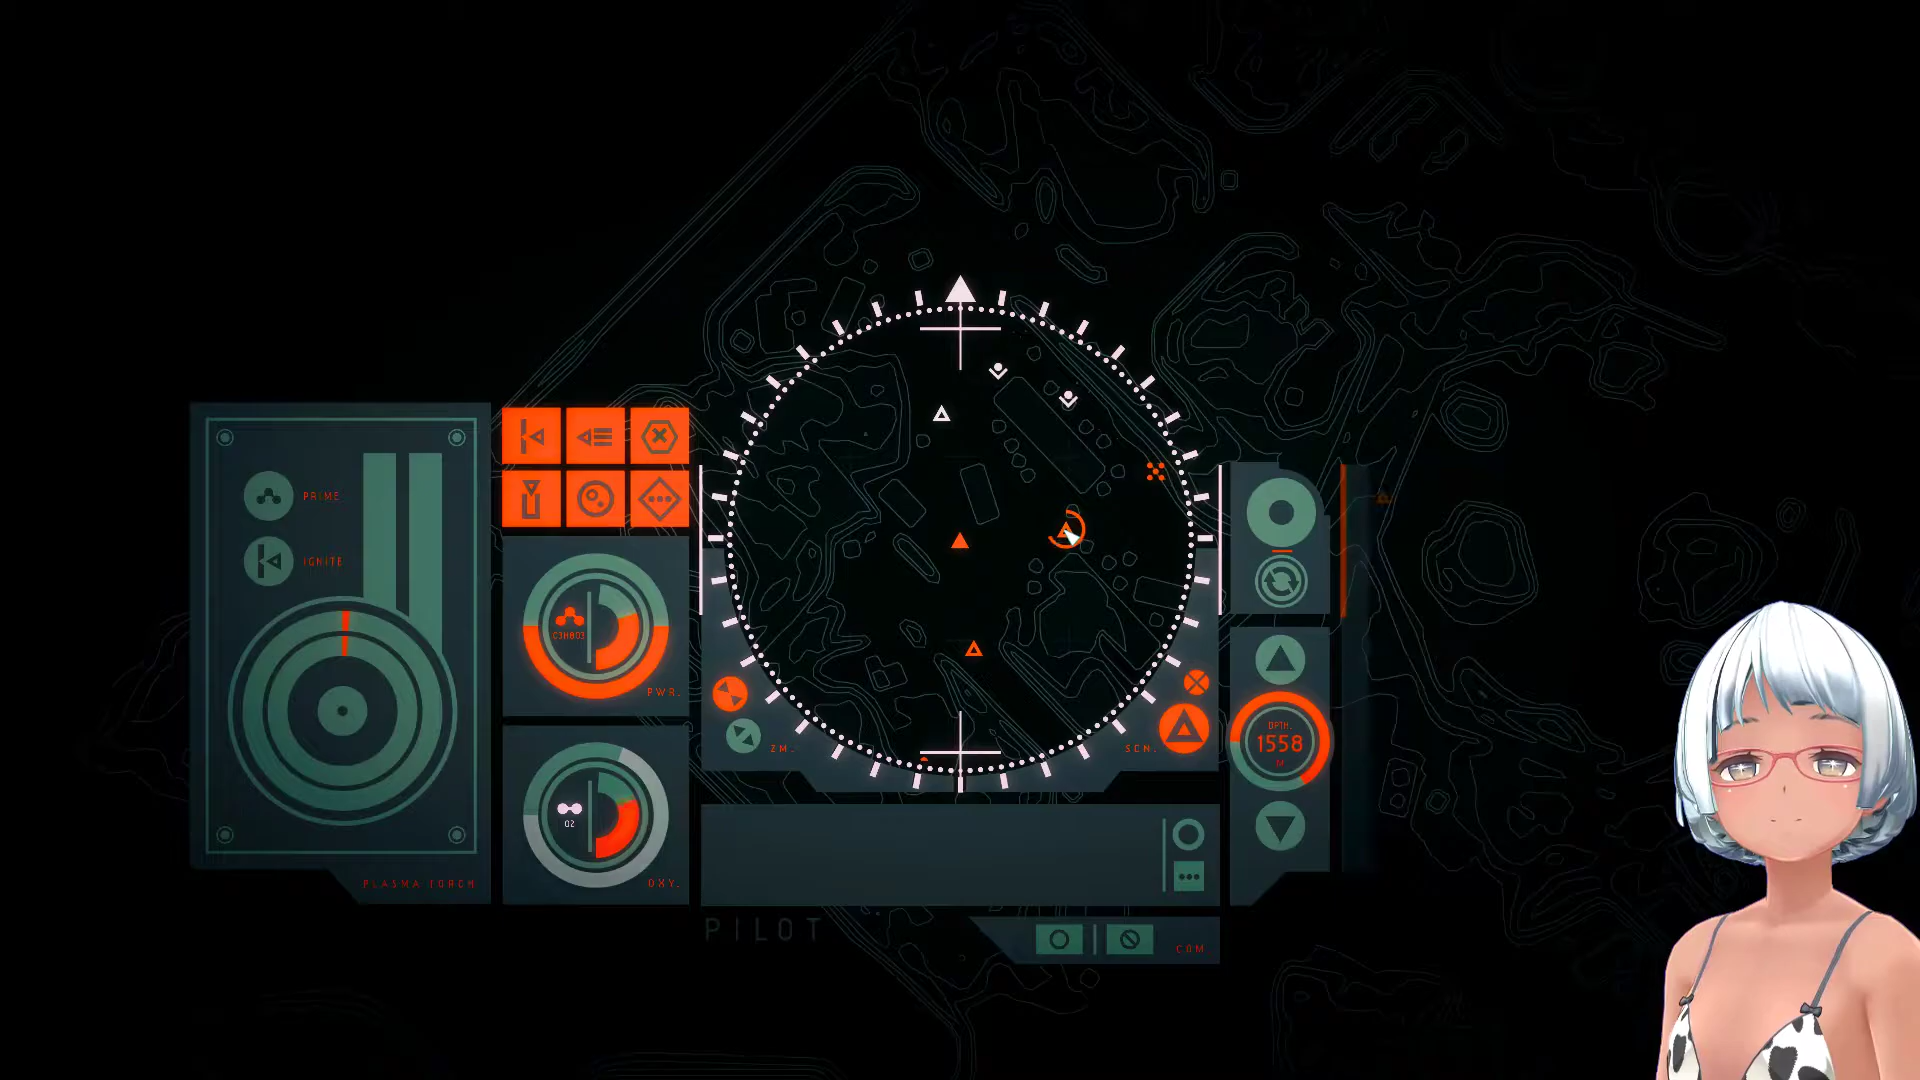 PRIME
IGNITE
PLASMA TORCH
C3H8O3
PWR.
O2
OXY.
ZM.
SCN.
DPTH.
1558
M
PILOT
COM